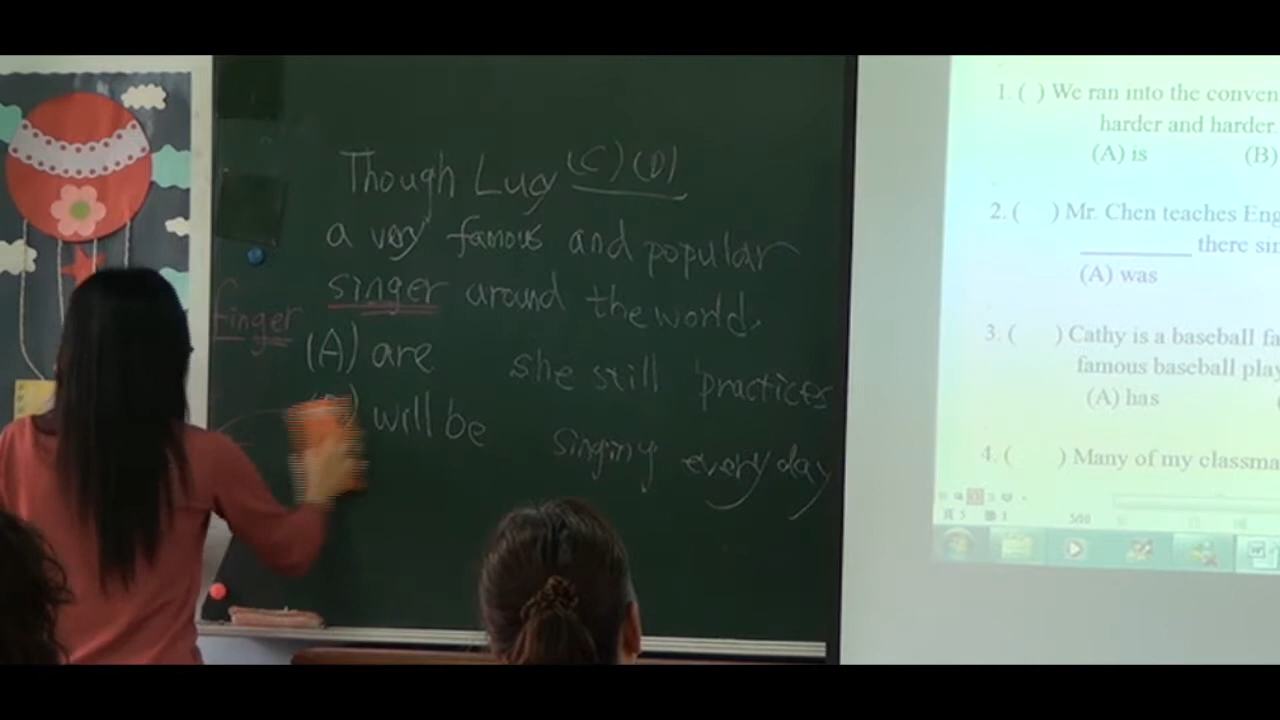 Though Lucy (C) (D)
a very famous and popular
singer around the world,
finger
(A) are
she still practices
will be
singing every day
1. ( ) We ran into the conven
harder and harder.
(A) is (B)
2. ( ) Mr. Chen teaches Eng
there sin
(A) was
3. ( ) Cathy is a baseball fa
famous baseball play
(A) has (
4. ( ) Many of my classma